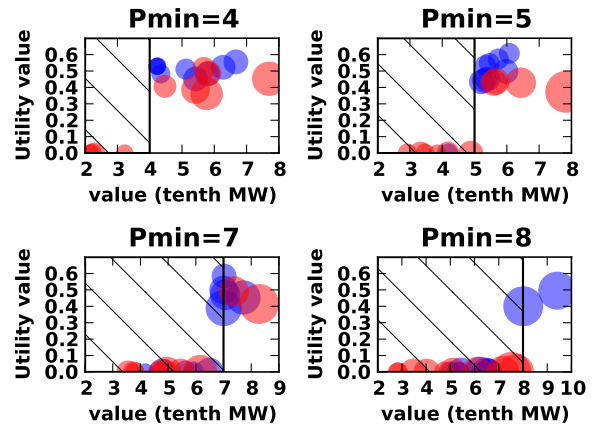 Pmin=4
Utility value
0.6
0.5
0.4
0.3
0.2
0.1
0.0
2 3 4 5 6 7 8
value (tenth MW)
Pmin=5
Utility value
0.6
0.5
0.4
0.3
0.2
0.1
0.0
2 3 4 5 6 7 8
value (tenth MW)
Pmin=7
Utility value
0.6
0.5
0.4
0.3
0.2
0.1
0.0
2 3 4 5 6 7 8 9
value (tenth MW)
Pmin=8
Utility value
0.6
0.5
0.4
0.3
0.2
0.1
0.0
2 3 4 5 6 7 8 9 10
value (tenth MW)